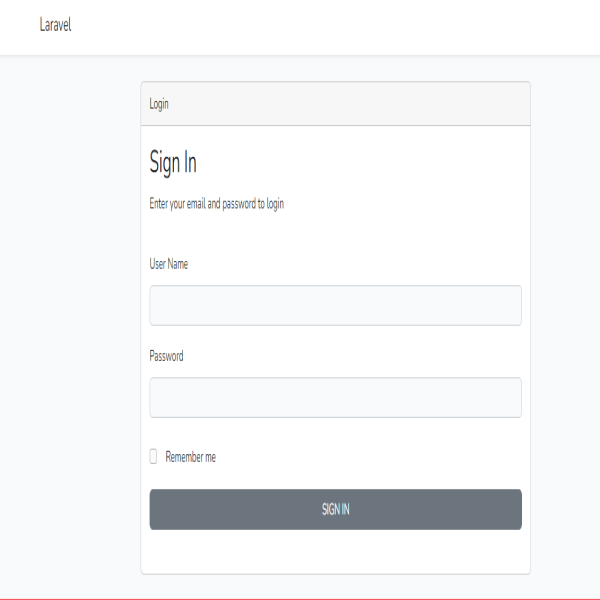 Laravel
Login
Sign In
Enter your email and password to login
User Name
Password
Remember me
SIGN IN